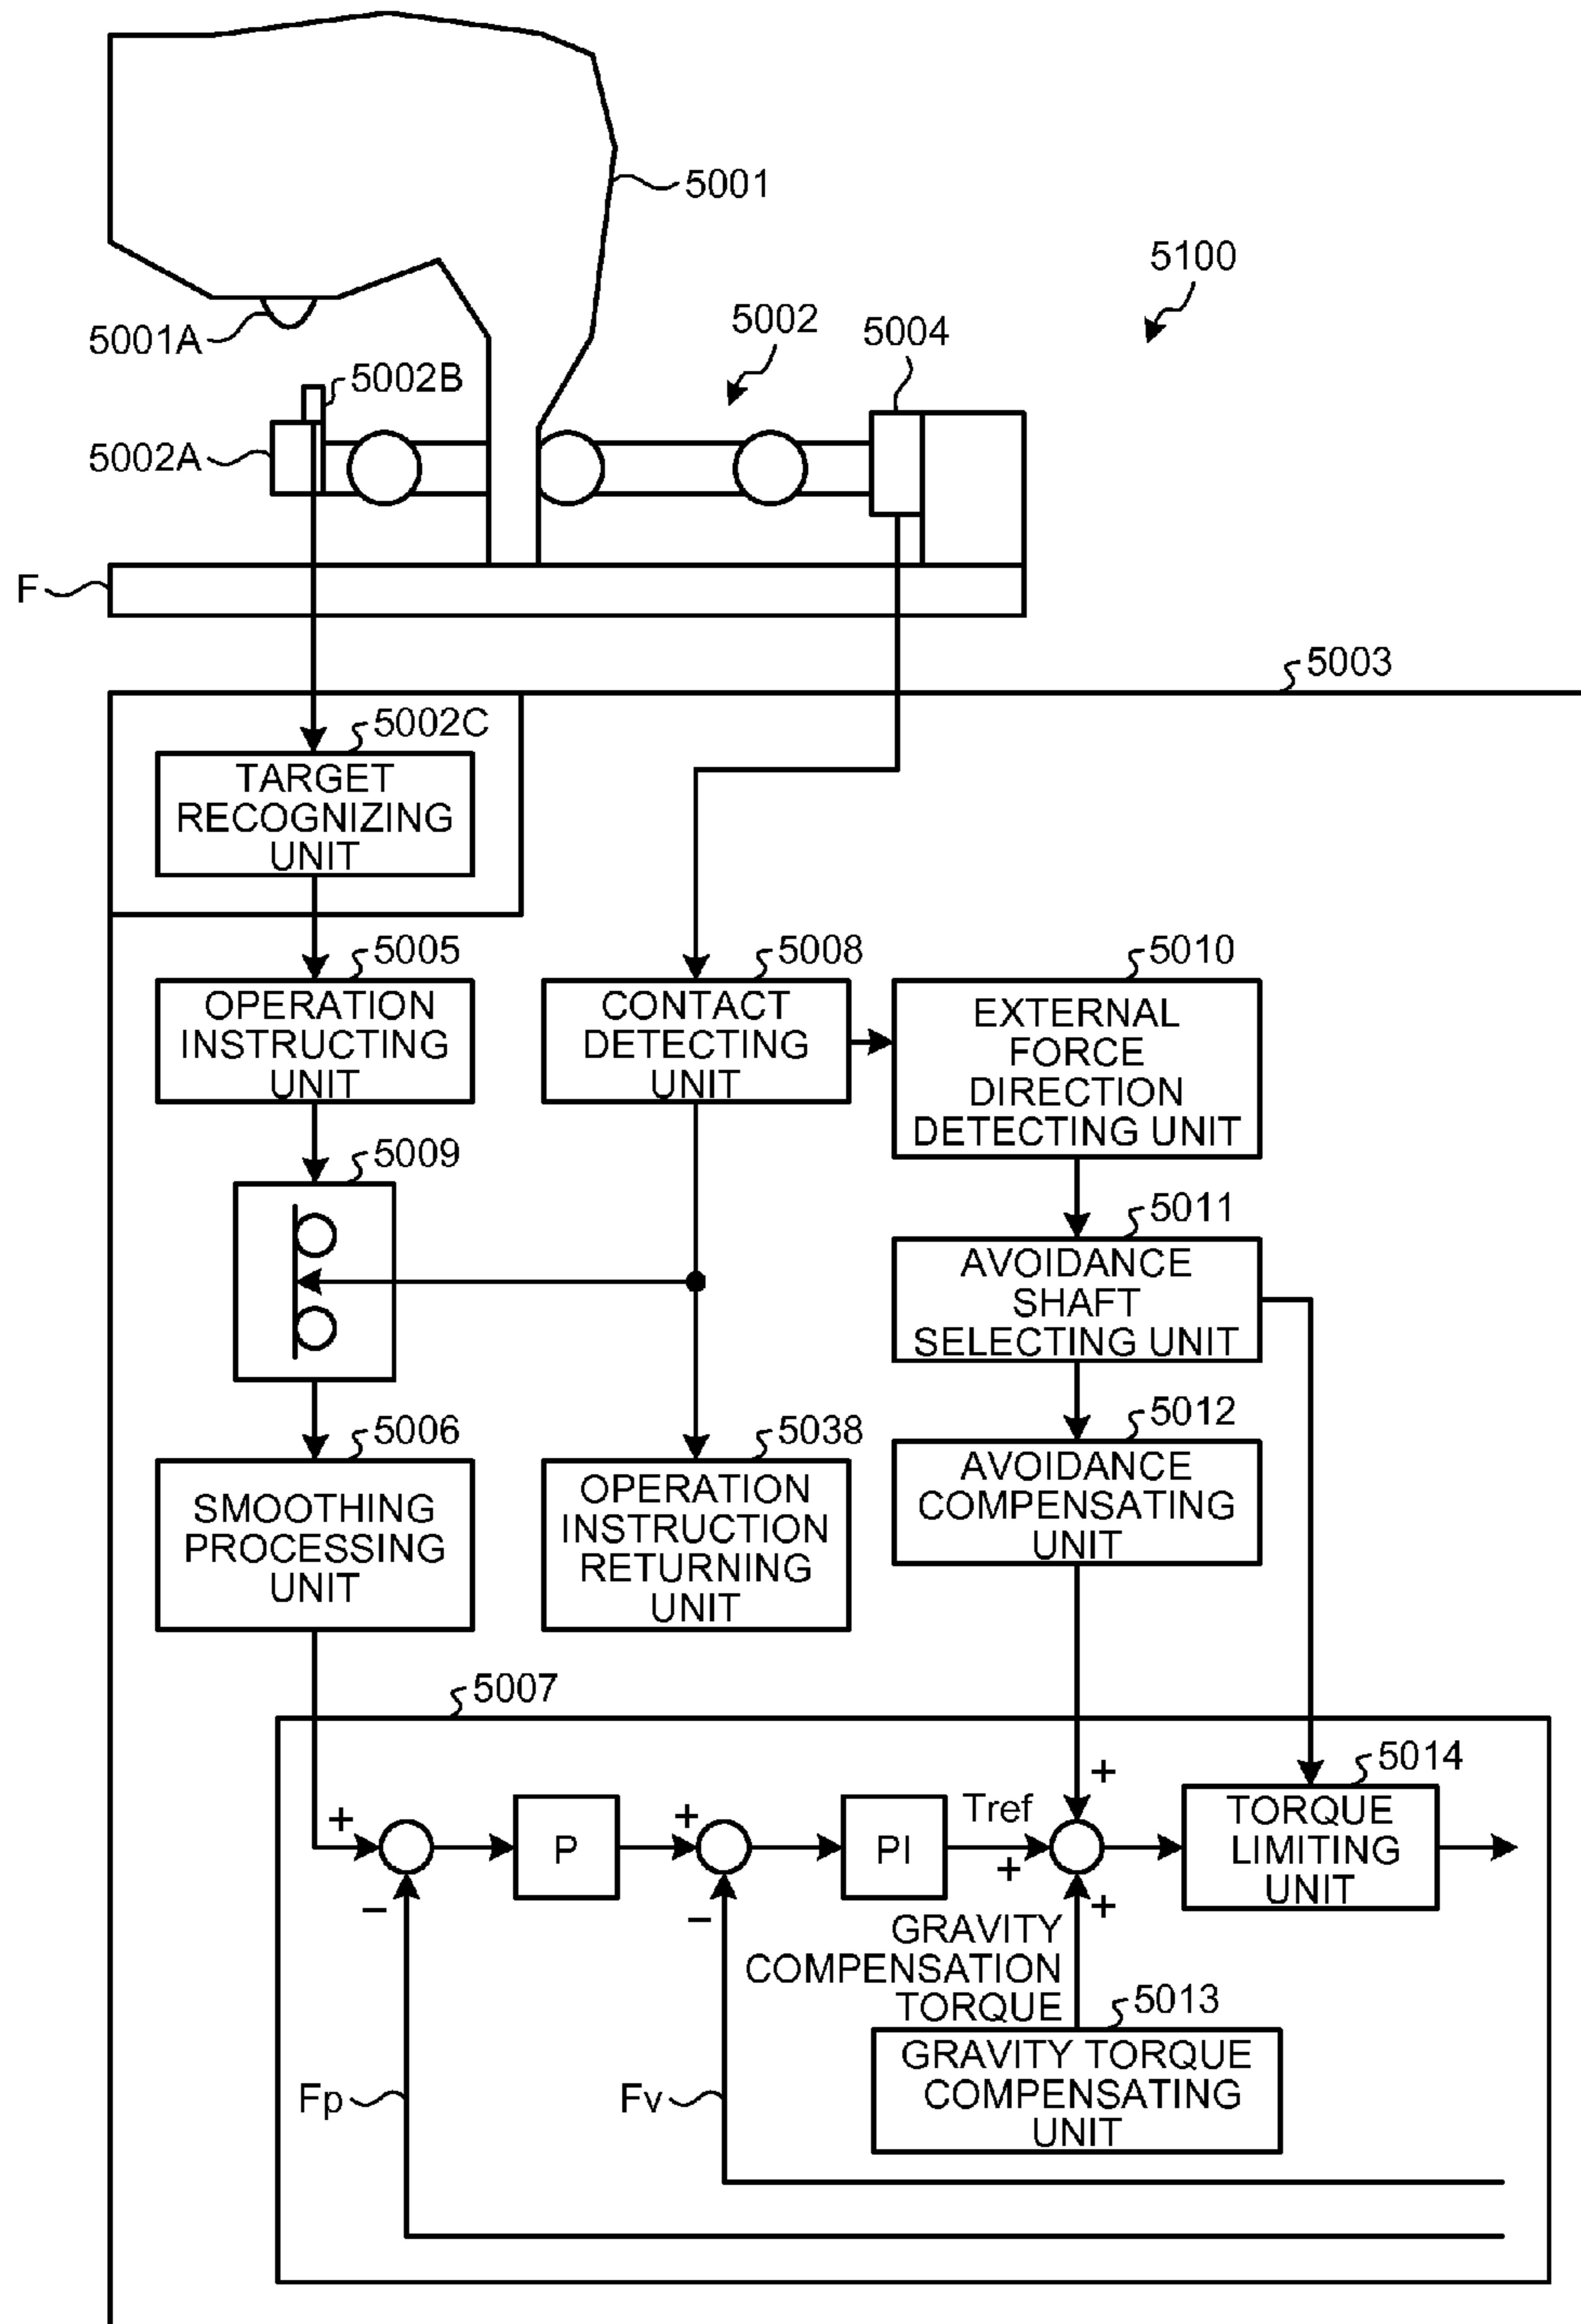 5001
5100
5001A
5002
5004
5002B
5002A
F
5003
5002C
TARGET
RECOGNIZING
UNIT
5005
OPERATION
INSTRUCTING
UNIT
5008
CONTACT
DETECTING
UNIT
5010
EXTERNAL
FORCE
DIRECTION
DETECTING UNIT
5009
5011
AVOIDANCE
SHAFT
SELECTING UNIT
5006
SMOOTHING
PROCESSING
UNIT
5038
OPERATION
INSTRUCTION
RETURNING
UNIT
5012
AVOIDANCE
COMPENSATING
UNIT
5007
+
−
P
+
−
PI
Tref
+
+
+
5014
TORQUE
LIMITING
UNIT
GRAVITY
COMPENSATION
TORQUE
5013
GRAVITY TORQUE
COMPENSATING
UNIT
Fp
Fv